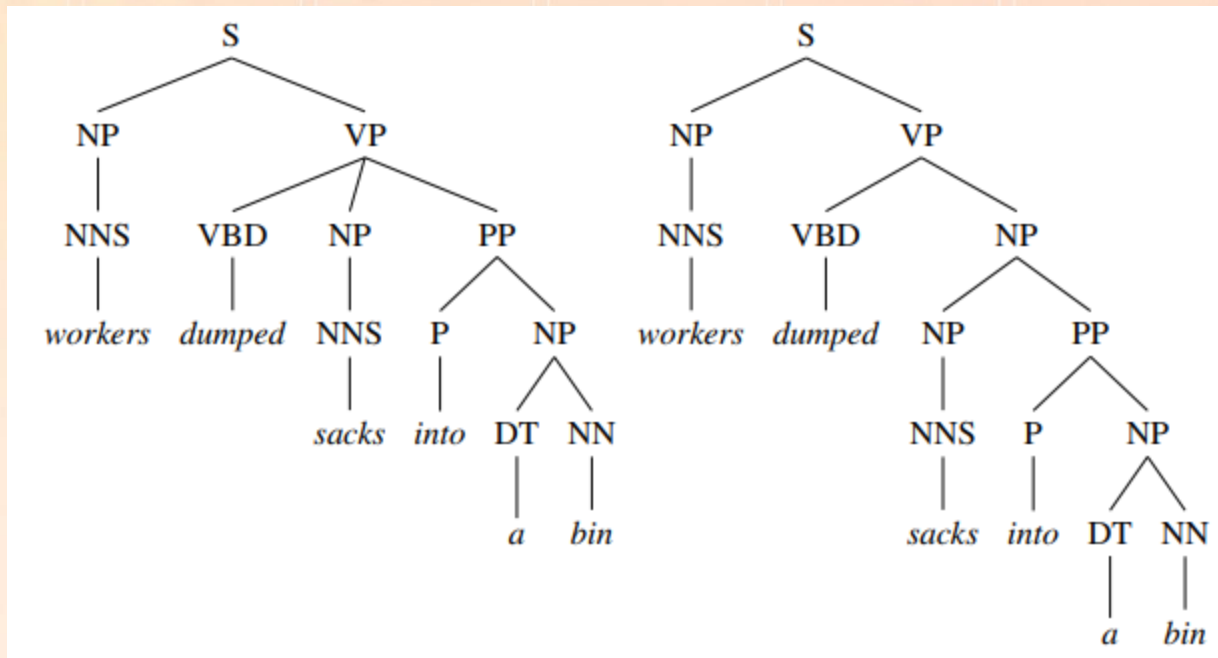 S S
NP VP NP VP
NNS VBD NP PP NNS VBD NP
workers dumped NNS P NP workers dumped NP PP
sacks into DT NN NNS P NP
a bin sacks into DT NN
a bin